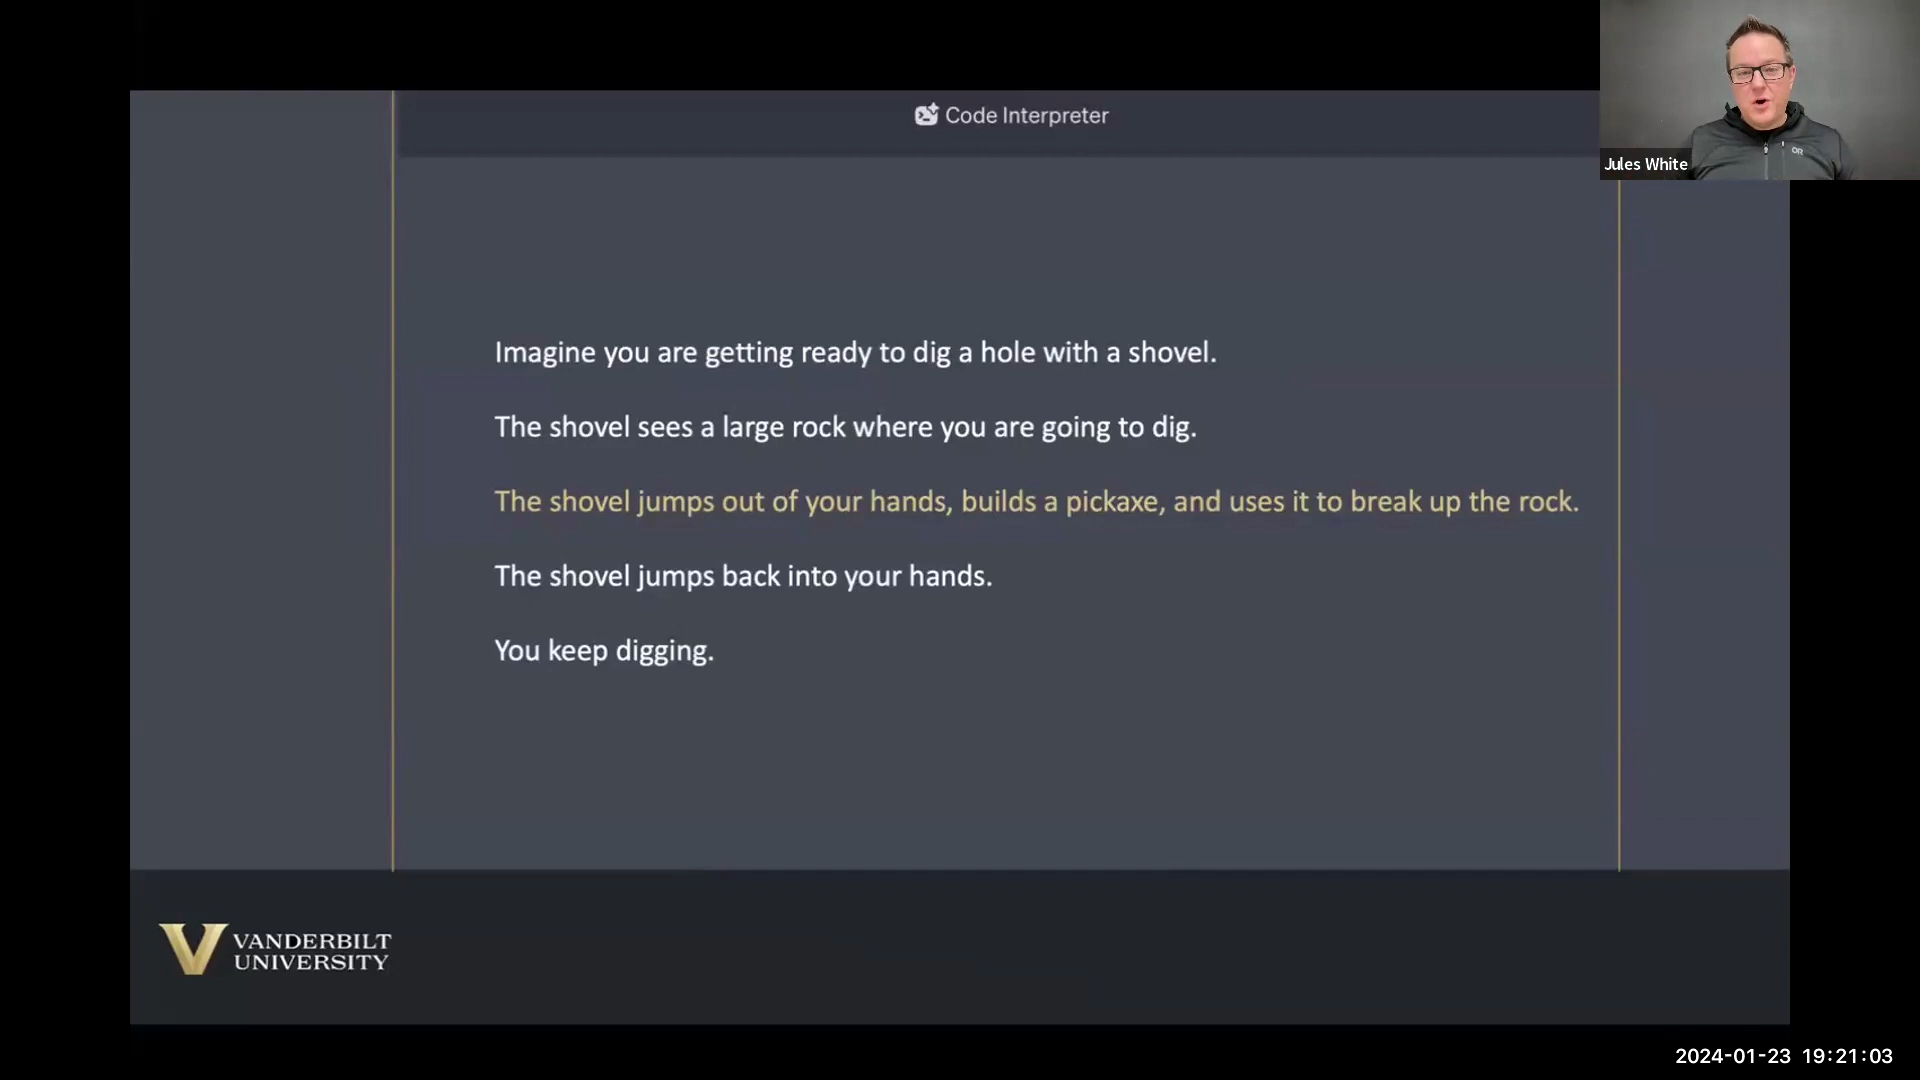 Code Interpreter
Jules White
Imagine you are getting ready to dig a hole with a shovel.
The shovel sees a large rock where you are going to dig.
The shovel jumps out of your hands, builds a pickaxe, and uses it to break up the rock.
The shovel jumps back into your hands.
You keep digging.
V VANDERBILT
UNIVERSITY
2024-01-23 19:21:03
OR